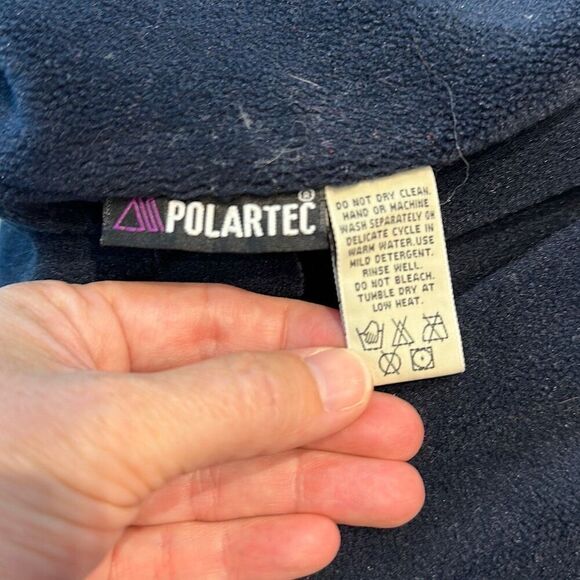 POLARTEC®
DO NOT DRY CLEAN.
HAND OR MACHINE
WASH SEPARATELY ON
DELICATE CYCLE IN
WARM WATER.USE
MILD DETERGENT.
RINSE WELL.
DO NOT BLEACH.
TUMBLE DRY AT
LOW HEAT.